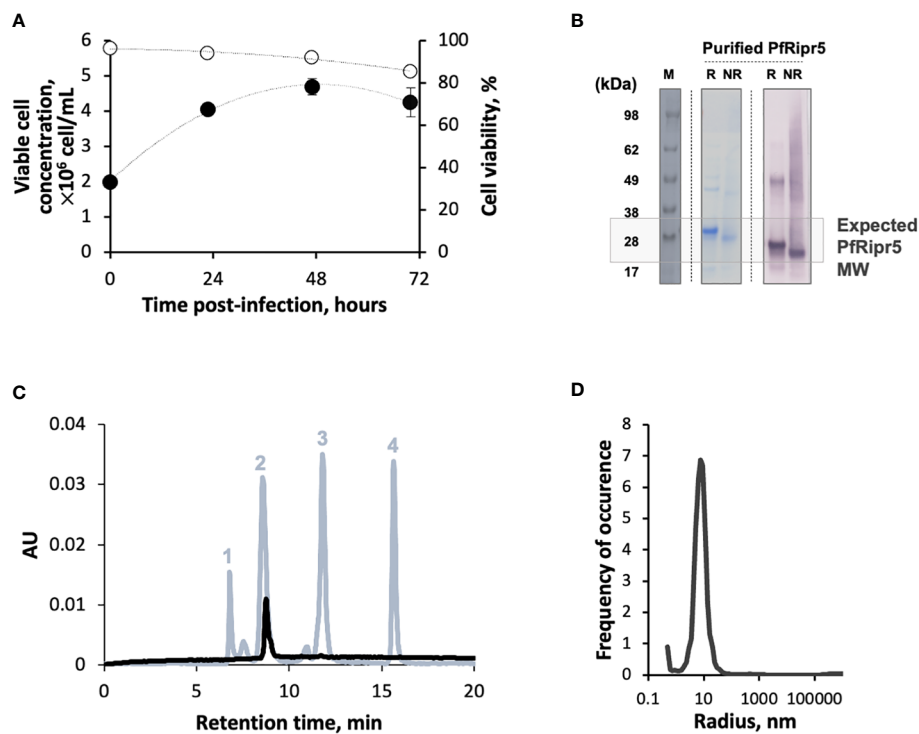 A
6
5
4
3
2
1
0
Viable cell
concentration,
×10⁶ cell/mL
100
80
60
40
20
0
Cell viability, %
0 24 48 72
Time post-infection, hours
B
Purified PfRipr5
(kDa) M R NR R NR
98
62
49
38
28
17
Expected
PfRipr5
MW
C
0.04
0.03
0.02
0.01
0
AU
1
2
3
4
0 5 10 15 20
Retention time, min
D
8
7
6
5
4
3
2
1
0
Frequency of occurence
0.1 10 1000 100000
Radius, nm